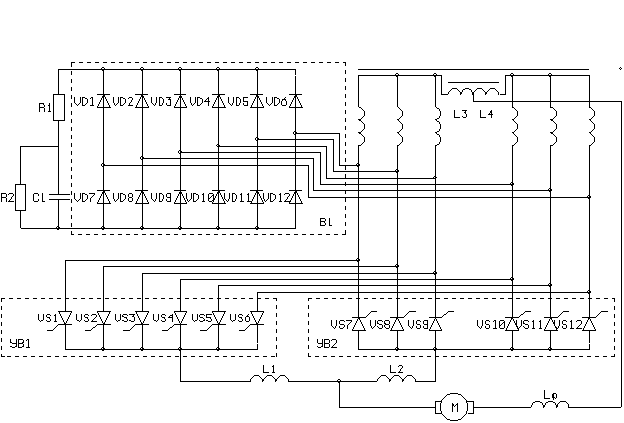 VD1 VD2 VD3 VD4 VD5 VD6
R1
L3 L4
R2 C1 VD7 VD8 VD9 VD10 VD11 VD12
B1
VS1 VS2 VS3 VS4 VS5 VS6 VS7 VS8 VS9 VS10 VS11 VS12
УВ1 УВ2
L1 L2
M Lф